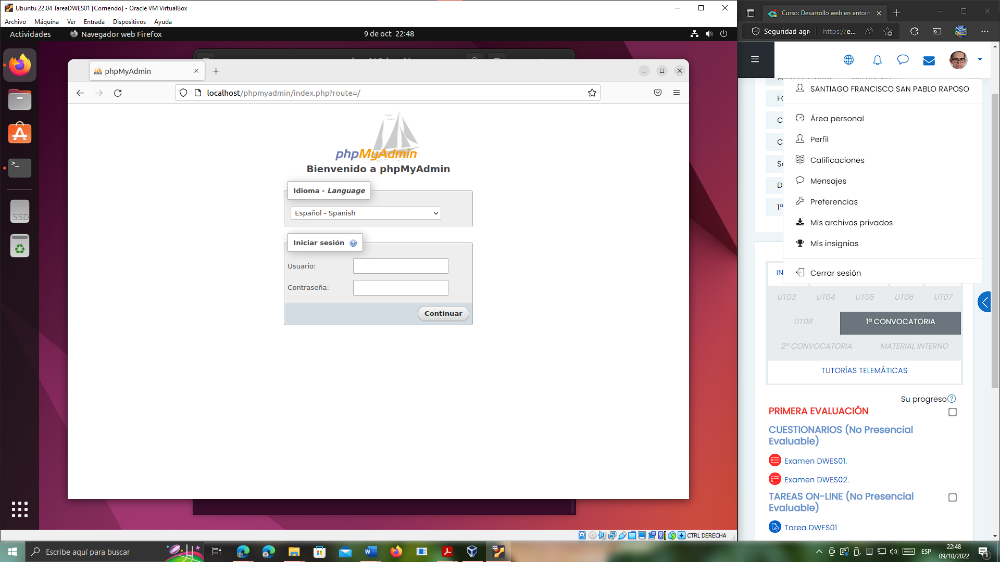 Ubuntu 22.04 TareaDWES01 [Corriendo] - Oracle VM VirtualBox
Archivo Máquina Ver Entrada Dispositivos Ayuda
Actividades Navegador web Firefox 9 de oct 22:48
phpMyAdmin
localhost/phpmyadmin/index.php?route=/
phpMyAdmin
Bienvenido a phpMyAdmin
Idioma - Language
Español - Spanish
Iniciar sesión
Usuario:
Contraseña:
Continuar
SSD
CTRL DERECHA
Curso: Desarrollo web en entorn
Seguridad agr https://e...
SANTIAGO FRANCISCO SAN PABLO RAPOSO
Área personal
Perfil
Calificaciones
Mensajes
Preferencias
Mis archivos privados
Mis insignias
Cerrar sesión
UT03 UT04 UT05 UT06 UT07
UT08 1ª CONVOCATORIA
2ª CONVOCATORIA MATERIAL INTERNO
TUTORÍAS TELEMÁTICAS
Su progreso
PRIMERA EVALUACIÓN
CUESTIONARIOS (No Presencial
Evaluable)
Examen DWES01.
Examen DWES02.
TAREAS ON-LINE (No Presencial
Evaluable)
Tarea DWES01
Escribe aquí para buscar
ESP
22:48
09/10/2022
1